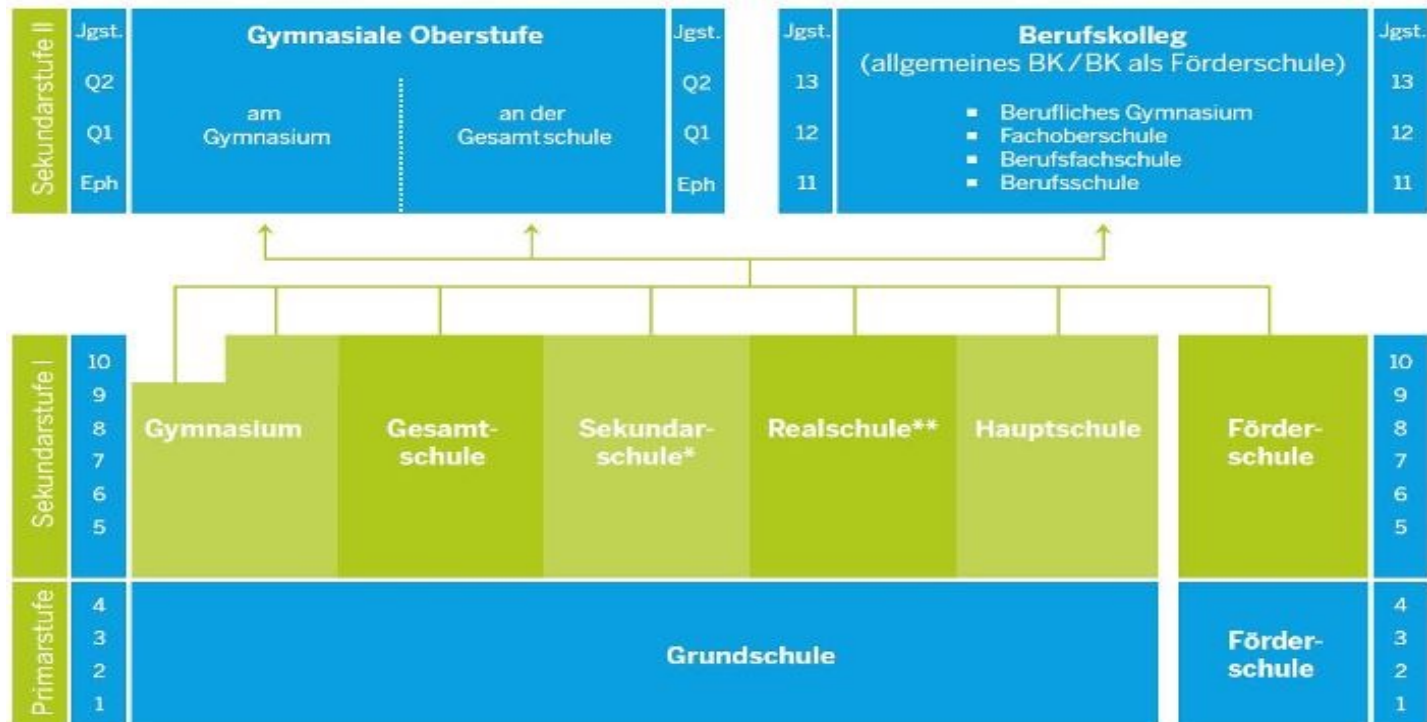 Sekundarstufe II
Jgst.
Q2
Q1
Eph
Gymnasiale Oberstufe
am
Gymnasium
an der
Gesamtschule
Jgst.
Q2
Q1
Eph
Jgst.
13
12
11
Berufskolleg
(allgemeines BK/BK als Förderschule)
▪ Berufliches Gymnasium
▪ Fachoberschule
▪ Berufsfachschule
▪ Berufsschule
Jgst.
13
12
11
Sekundarstufe I
10
9
8
7
6
5
Gymnasium
Gesamt-
schule
Sekundar-
schule*
Realschule**
Hauptschule
Förder-
schule
10
9
8
7
6
5
Primarstufe
4
3
2
1
Grundschule
Förder-
schule
4
3
2
1